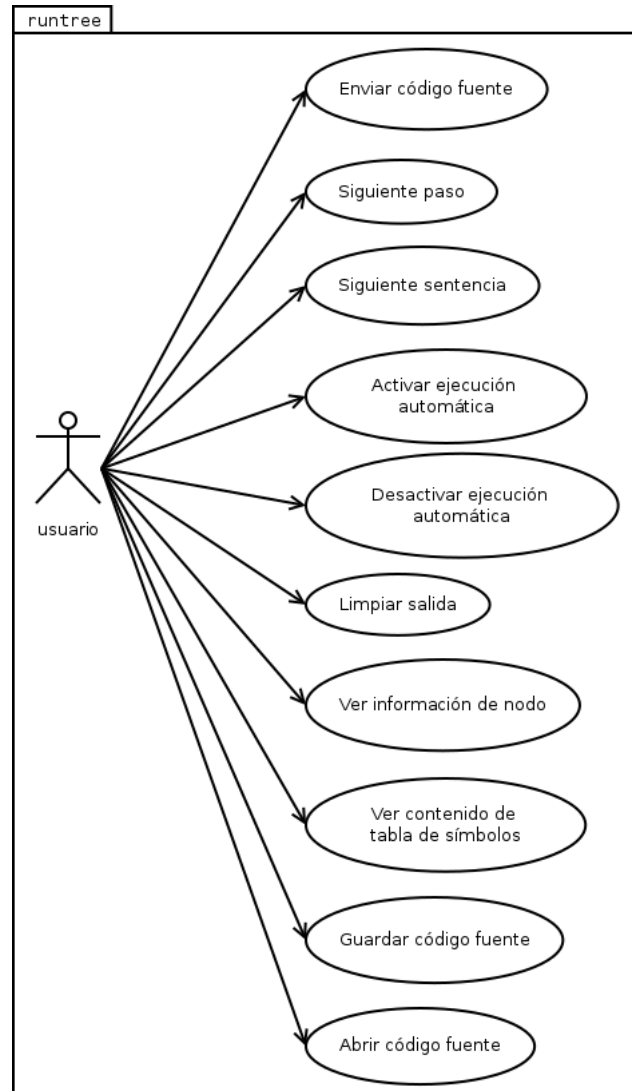 runtree
Enviar código fuente
Siguiente paso
Siguiente sentencia
Activar ejecución
automática
Desactivar ejecución
automática
usuario
Limpiar salida
Ver información de nodo
Ver contenido de
tabla de símbolos
Guardar código fuente
Abrir código fuente